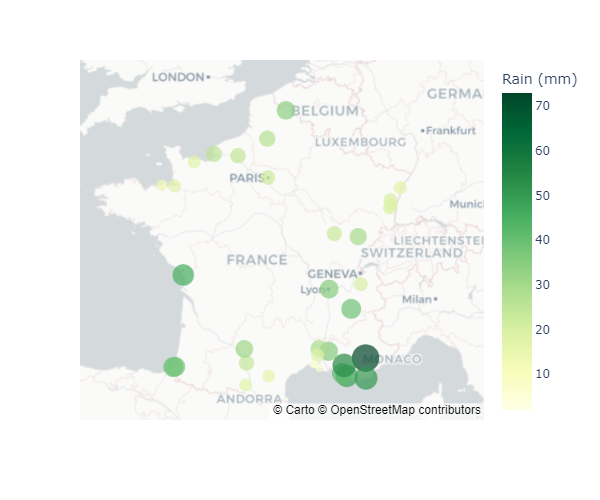 Rain (mm)
LONDON
BELGIUM
GERMA
Frankfurt
LUXEMBOURG
PARIS
Munic
LIECHTENSTEI
SWITZERLAND
FRANCE
GENEVA
Lyon
Milan
MONACO
ANDORRA
70
60
50
40
30
20
10
© Carto © OpenStreetMap contributors